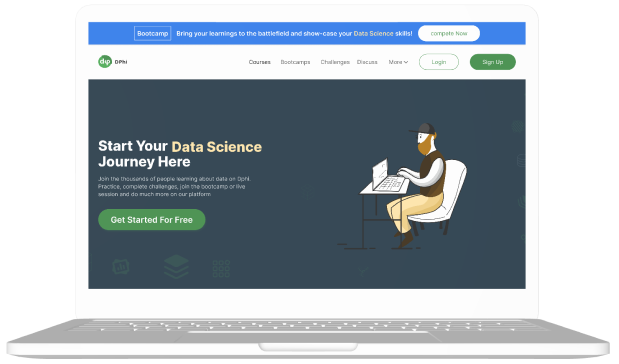 Bootcamp Bring your learnings to the battlefield and show-case your Data Science skills! compete Now
dφ DPhi Courses Bootcamps Challenges Discuss More Login Sign Up
Start Your Data Science
Journey Here
Join the thousands of people learning about data on Dphi.
Practice, complete challenges, join the bootcamp or live
session and do much more on our platform.
Get Started For Free